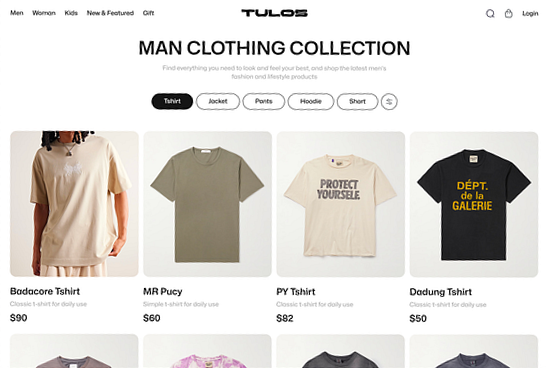 Men Woman Kids New & Featured Gift TULOS Login
MAN CLOTHING COLLECTION
Find everything you need to look and feel your best, and shop the latest men's
fashion and lifestyle products
Tshirt Jacket Pants Hoodie Short
PROTECT
YOURSELF.
DÉPT.
de la
GALERIE
Badacore Tshirt MR Pucy PY Tshirt Dadung Tshirt
Classic t-shirt for daily use Simple t-shirt for daily use Classic t-shirt for daily use Classic t-shirt for daily use
$90 $60 $82 $50